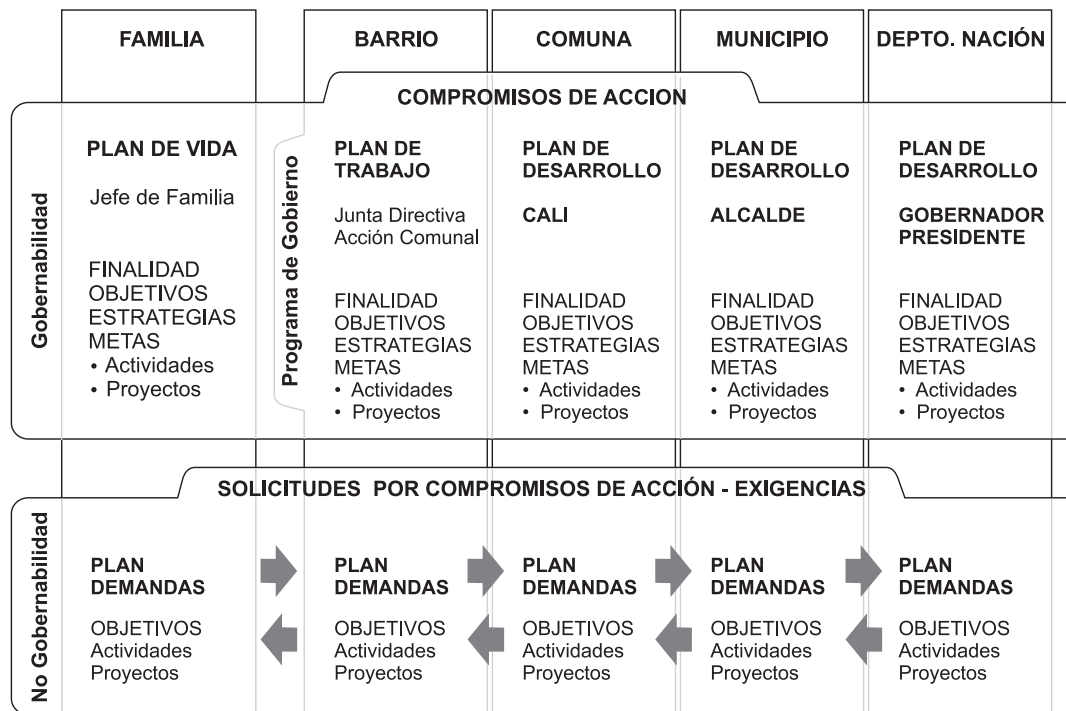 FAMILIA
BARRIO
COMUNA
MUNICIPIO
DEPTO. NACIÓN
COMPROMISOS DE ACCION
Gobernabilidad
PLAN DE VIDA
Jefe de Familia
FINALIDAD
OBJETIVOS
ESTRATEGIAS
METAS
• Actividades
• Proyectos
Programa de Gobierno
PLAN DE
TRABAJO
Junta Directiva
Acción Comunal
FINALIDAD
OBJETIVOS
ESTRATEGIAS
METAS
• Actividades
• Proyectos
PLAN DE
DESARROLLO
CALI
FINALIDAD
OBJETIVOS
ESTRATEGIAS
METAS
• Actividades
• Proyectos
PLAN DE
DESARROLLO
ALCALDE
FINALIDAD
OBJETIVOS
ESTRATEGIAS
METAS
• Actividades
• Proyectos
PLAN DE
DESARROLLO
GOBERNADOR
PRESIDENTE
FINALIDAD
OBJETIVOS
ESTRATEGIAS
METAS
• Actividades
• Proyectos
SOLICITUDES POR COMPROMISOS DE ACCIÓN - EXIGENCIAS
No Gobernabilidad
PLAN
DEMANDAS
OBJETIVOS
Actividades
Proyectos
PLAN
DEMANDAS
OBJETIVOS
Actividades
Proyectos
PLAN
DEMANDAS
OBJETIVOS
Actividades
Proyectos
PLAN
DEMANDAS
OBJETIVOS
Actividades
Proyectos
PLAN
DEMANDAS
OBJETIVOS
Actividades
Proyectos